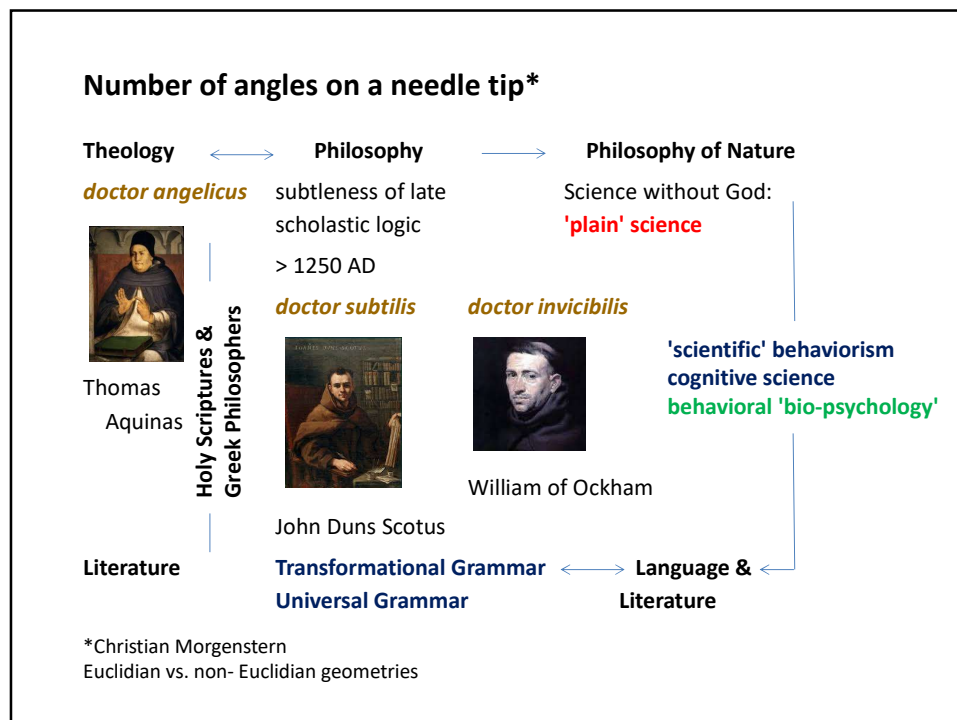 Number of angles on a needle tip*
Theology
Philosophy
Philosophy of Nature
doctor angelicus
subtleness of late
scholastic logic
> 1250 AD
Science without God:
'plain' science
Holy Scriptures &
Greek Philosophers
doctor subtilis
doctor invicibilis
Thomas
Aquinas
'scientific' behaviorism
cognitive science
behavioral 'bio-psychology'
William of Ockham
John Duns Scotus
Literature
Transformational Grammar
Universal Grammar
Language &
Literature
*Christian Morgenstern
Euclidian vs. non- Euclidian geometries